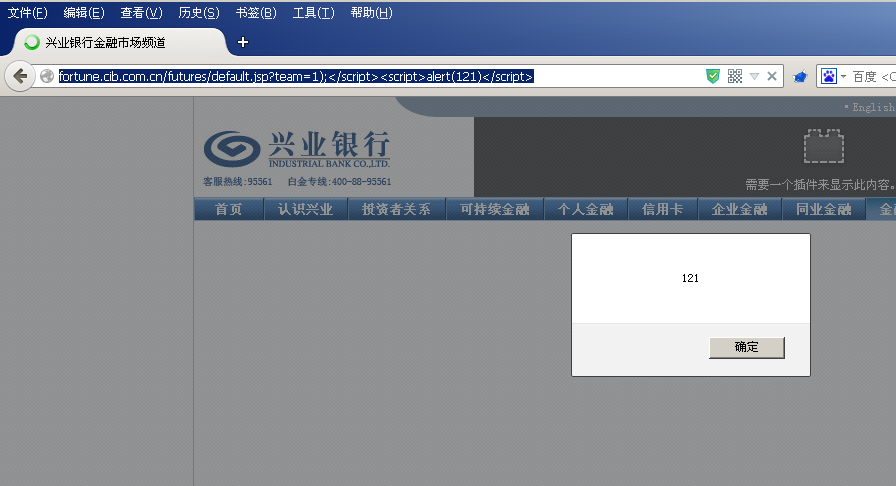 文件(F) 编辑(E) 查看(V) 历史(S) 书签(B) 工具(T) 帮助(H)
兴业银行金融市场频道 +
fortune.cib.com.cn/futures/default.jsp?team=1);</script><script>alert(121)</script>
百度
English
兴业银行
INDUSTRIAL BANK CO.,LTD.
客服热线:95561 白金专线:400-88-95561
需要一个插件来显示此内容。
首页 认识兴业 投资者关系 可持续金融 个人金融 信用卡 企业金融 同业金融 金
121
确定